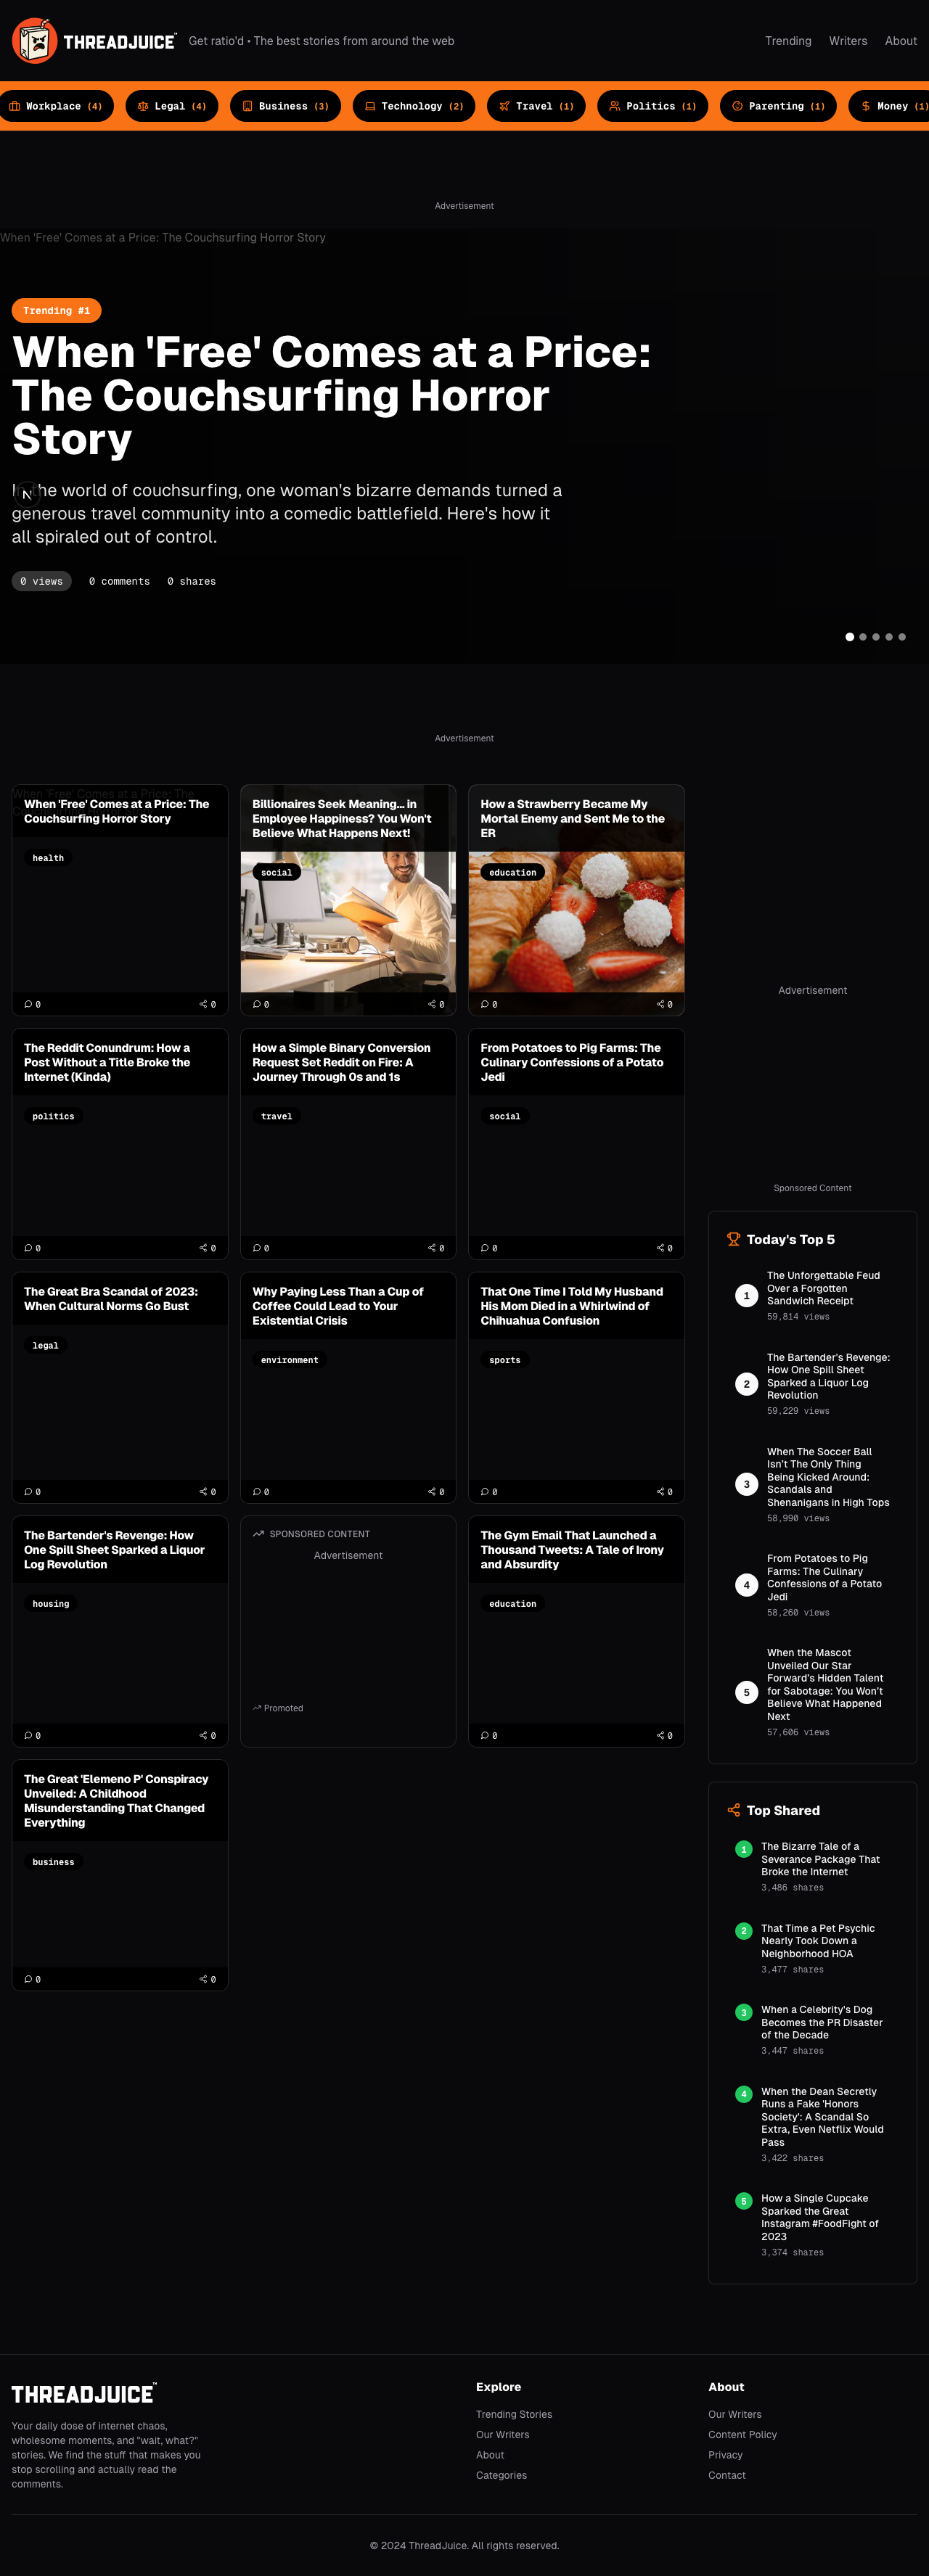 THREADJUICE™
Get ratio'd • The best stories from around the web
Trending
Writers
About
Workplace (4)
Legal (4)
Business (3)
Technology (2)
Travel (1)
Politics (1)
Parenting (1)
Money (1)
Advertisement
When 'Free' Comes at a Price: The Couchsurfing Horror Story
Trending #1
When 'Free' Comes at a Price:
The Couchsurfing Horror
Story
In the world of couchsurfing, one woman's bizarre demands turned a
generous travel community into a comedic battlefield. Here's how it
all spiraled out of control.
N
0 views
0 comments
0 shares
Advertisement
When 'Free' Comes at a Price: The
When 'Free' Comes at a Price: The
Couchsurfing Horror Story
health
0
0
Billionaires Seek Meaning... in
Employee Happiness? You Won't
Believe What Happens Next!
social
0
0
How a Strawberry Became My
Mortal Enemy and Sent Me to the
ER
education
0
0
The Reddit Conundrum: How a
Post Without a Title Broke the
Internet (Kinda)
politics
0
0
How a Simple Binary Conversion
Request Set Reddit on Fire: A
Journey Through 0s and 1s
travel
0
0
From Potatoes to Pig Farms: The
Culinary Confessions of a Potato
Jedi
social
0
0
The Great Bra Scandal of 2023:
When Cultural Norms Go Bust
legal
0
0
Why Paying Less Than a Cup of
Coffee Could Lead to Your
Existential Crisis
environment
0
0
That One Time I Told My Husband
His Mom Died in a Whirlwind of
Chihuahua Confusion
sports
0
0
The Bartender's Revenge: How
One Spill Sheet Sparked a Liquor
Log Revolution
housing
0
0
SPONSORED CONTENT
Advertisement
Promoted
The Gym Email That Launched a
Thousand Tweets: A Tale of Irony
and Absurdity
education
0
0
The Great 'Elemeno P' Conspiracy
Unveiled: A Childhood
Misunderstanding That Changed
Everything
business
0
0
Advertisement
Sponsored Content
Today's Top 5
1
The Unforgettable Feud
Over a Forgotten
Sandwich Receipt
59,814 views
2
The Bartender's Revenge:
How One Spill Sheet
Sparked a Liquor Log
Revolution
59,229 views
3
When The Soccer Ball
Isn't The Only Thing
Being Kicked Around:
Scandals and
Shenanigans in High Tops
58,990 views
4
From Potatoes to Pig
Farms: The Culinary
Confessions of a Potato
Jedi
58,260 views
5
When the Mascot
Unveiled Our Star
Forward's Hidden Talent
for Sabotage: You Won't
Believe What Happened
Next
57,606 views
Top Shared
1
The Bizarre Tale of a
Severance Package That
Broke the Internet
3,486 shares
2
That Time a Pet Psychic
Nearly Took Down a
Neighborhood HOA
3,477 shares
3
When a Celebrity's Dog
Becomes the PR Disaster
of the Decade
3,447 shares
4
When the Dean Secretly
Runs a Fake 'Honors
Society': A Scandal So
Extra, Even Netflix Would
Pass
3,422 shares
5
How a Single Cupcake
Sparked the Great
Instagram #FoodFight of
2023
3,374 shares
THREADJUICE™
Your daily dose of internet chaos,
wholesome moments, and "wait, what?"
stories. We find the stuff that makes you
stop scrolling and actually read the
comments.
Explore
Trending Stories
Our Writers
About
Categories
About
Our Writers
Content Policy
Privacy
Contact
© 2024 ThreadJuice. All rights reserved.